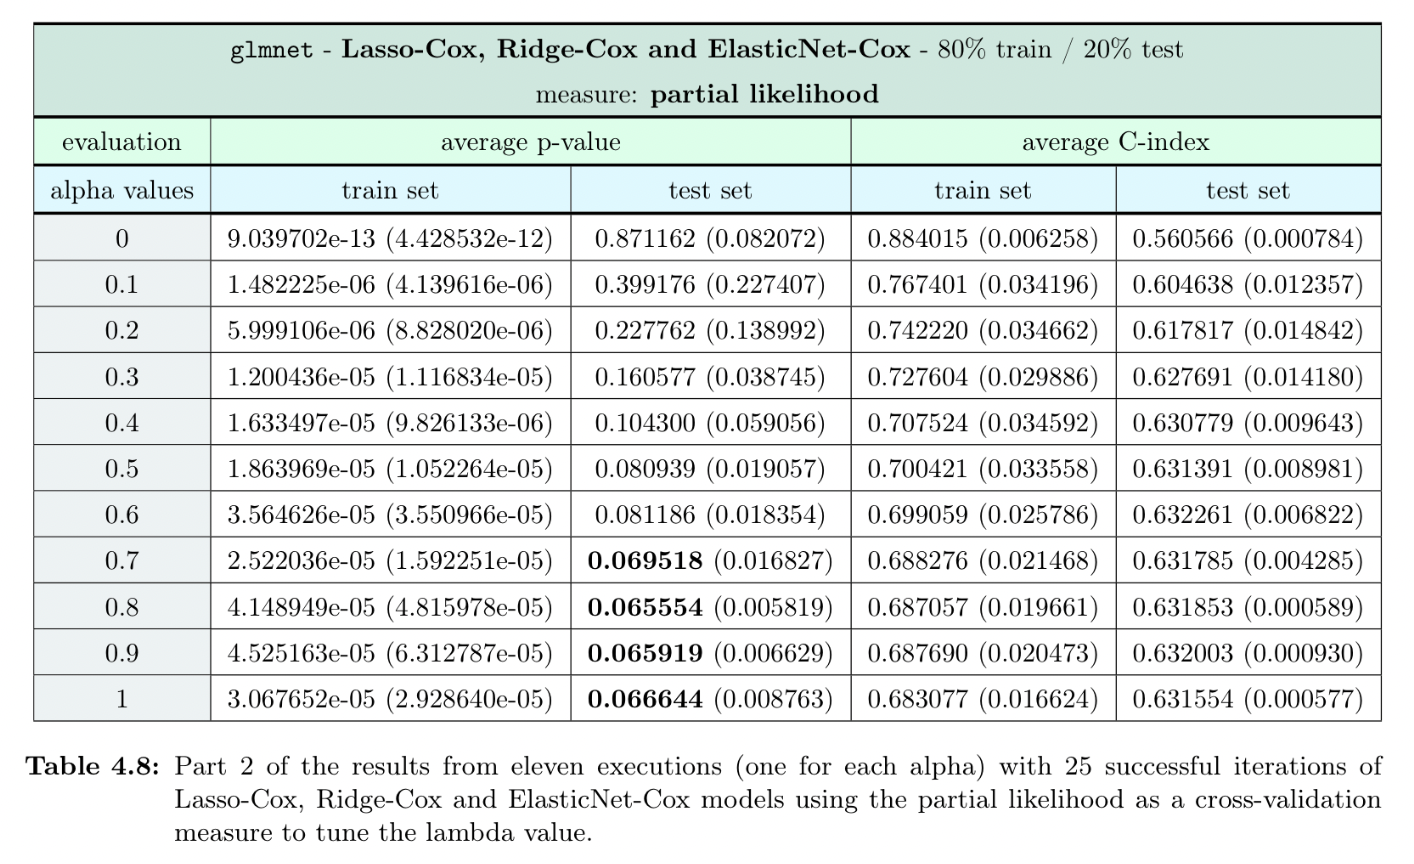 glmnet - Lasso-Cox, Ridge-Cox and ElasticNet-Cox - 80% train / 20% test
measure: partial likelihood
evaluation average p-value average C-index
alpha values train set test set train set test set
0 9.039702e-13 (4.428532e-12) 0.871162 (0.082072) 0.884015 (0.006258) 0.560566 (0.000784)
0.1 1.482225e-06 (4.139616e-06) 0.399176 (0.227407) 0.767401 (0.034196) 0.604638 (0.012357)
0.2 5.999106e-06 (8.828020e-06) 0.227762 (0.138992) 0.742220 (0.034662) 0.617817 (0.014842)
0.3 1.200436e-05 (1.116834e-05) 0.160577 (0.038745) 0.727604 (0.029886) 0.627691 (0.014180)
0.4 1.633497e-05 (9.826133e-06) 0.104300 (0.059056) 0.707524 (0.034592) 0.630779 (0.009643)
0.5 1.863969e-05 (1.052264e-05) 0.080939 (0.019057) 0.700421 (0.033558) 0.631391 (0.008981)
0.6 3.564626e-05 (3.550966e-05) 0.081186 (0.018354) 0.699059 (0.025786) 0.632261 (0.006822)
0.7 2.522036e-05 (1.592251e-05) 0.069518 (0.016827) 0.688276 (0.021468) 0.631785 (0.004285)
0.8 4.148949e-05 (4.815978e-05) 0.065554 (0.005819) 0.687057 (0.019661) 0.631853 (0.000589)
0.9 4.525163e-05 (6.312787e-05) 0.065919 (0.006629) 0.687690 (0.020473) 0.632003 (0.000930)
1 3.067652e-05 (2.928640e-05) 0.066644 (0.008763) 0.683077 (0.016624) 0.631554 (0.000577)
Table 4.8: Part 2 of the results from eleven executions (one for each alpha) with 25 successful iterations of
Lasso-Cox, Ridge-Cox and ElasticNet-Cox models using the partial likelihood as a cross-validation
measure to tune the lambda value.